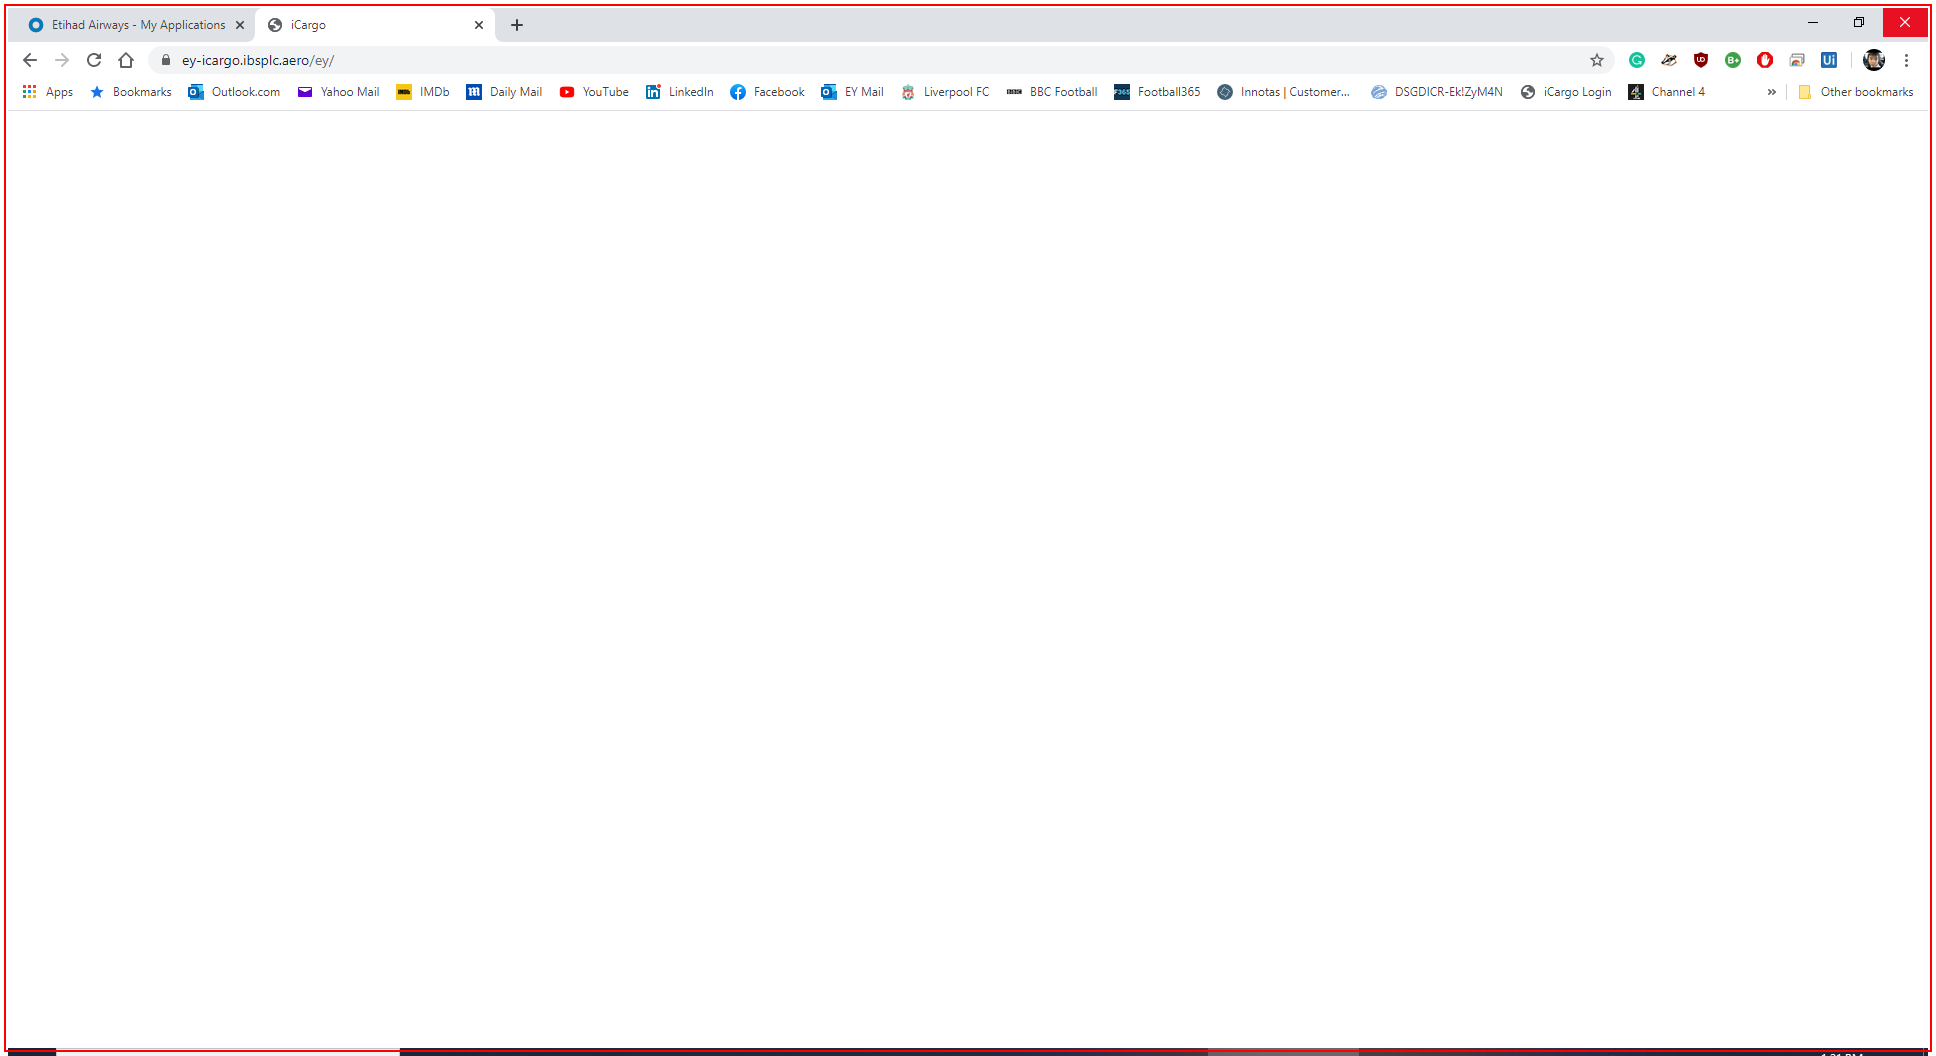 Etihad Airways - My Applications
iCargo
ey-icargo.ibsplc.aero/ey/
Apps Bookmarks Outlook.com Yahoo Mail IMDb Daily Mail YouTube LinkedIn Facebook EY Mail Liverpool FC BBC Football Football365 Innotas | Customer... DSGDICR-Ek!ZyM4N iCargo Login Channel 4 » Other bookmarks